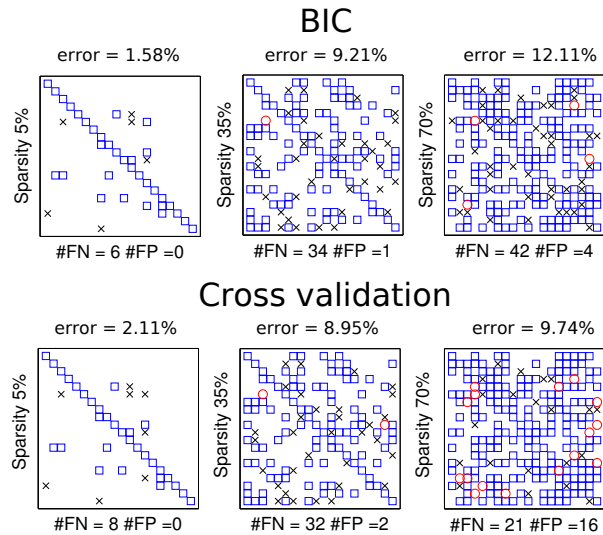 BIC
error = 1.58% error = 9.21% error = 12.11%
Sparsity 5% Sparsity 35% Sparsity 70%
#FN = 6 #FP =0 #FN = 34 #FP =1 #FN = 42 #FP =4
Cross validation
error = 2.11% error = 8.95% error = 9.74%
Sparsity 5% Sparsity 35% Sparsity 70%
#FN = 8 #FP =0 #FN = 32 #FP =2 #FN = 21 #FP =16